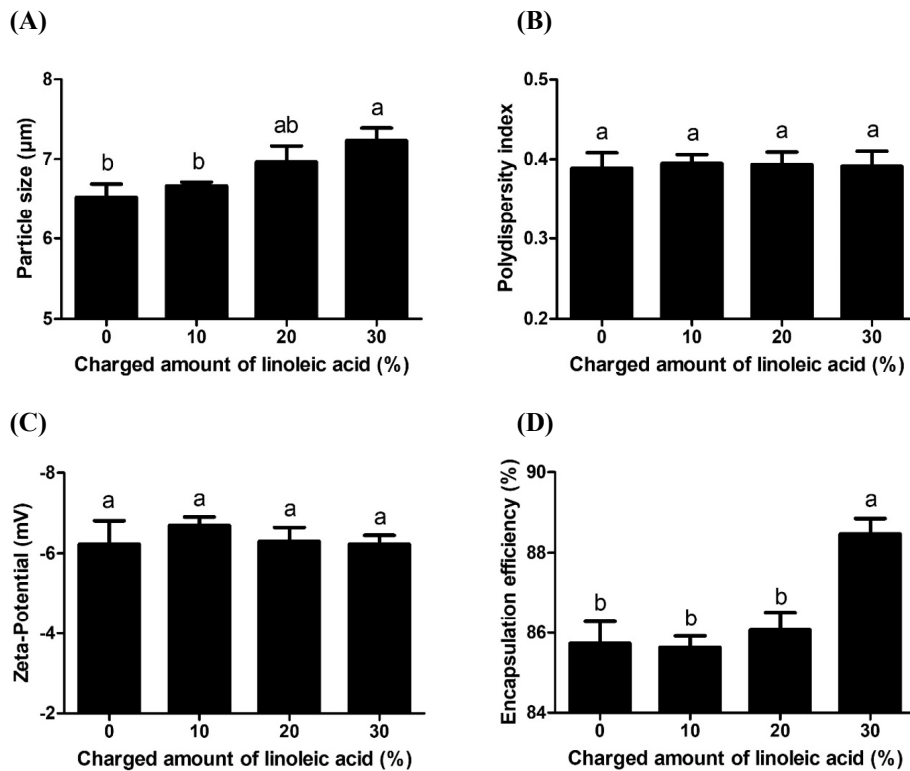 (A)
8
7
6
5
Particle size (µm)
b
b
ab
a
0 10 20 30
Charged amount of linoleic acid (%)
(B)
0.5
0.4
0.3
0.2
Polydispersity index
a
a
a
a
0 10 20 30
Charged amount of linoleic acid (%)
(C)
-8
-6
-4
-2
Zeta-Potential (mV)
a
a
a
a
0 10 20 30
Charged amount of linoleic acid (%)
(D)
90
88
86
84
Encapsulation efficiency (%)
b
b
b
a
0 10 20 30
Charged amount of linoleic acid (%)